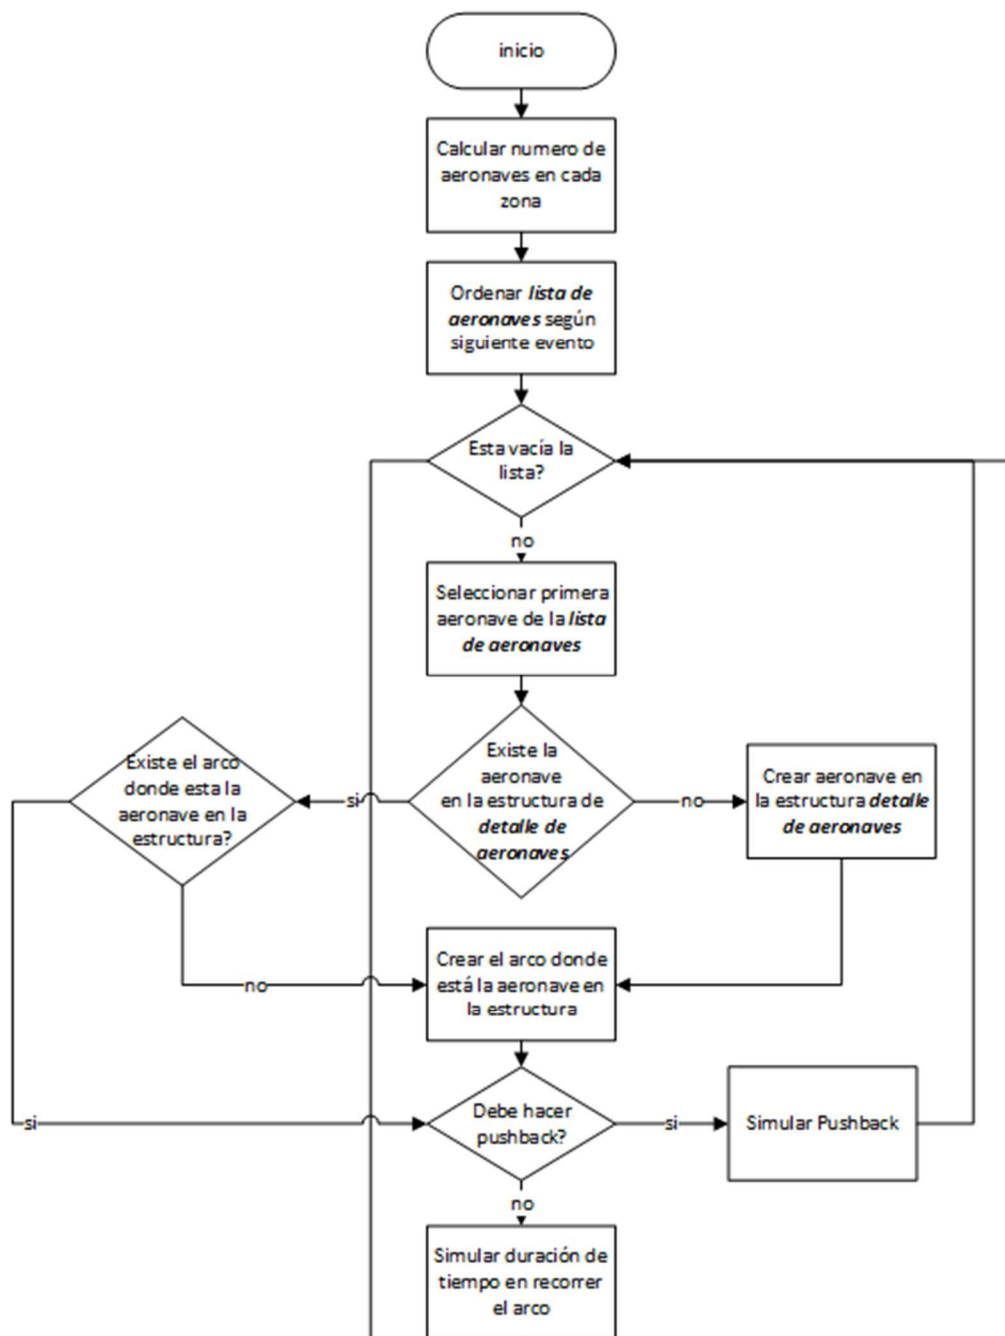 inicio
Calcular numero de
aeronaves en cada
zona
Ordenar lista de
aeronaves según
siguiente evento
Esta vacía la
lista?
no
Seleccionar primera
aeronave de la lista
de aeronaves
Existe el arco
donde esta la
aeronave en la
estructura?
si
Existe la
aeronave
en la estructura de
detalle de
aeronaves
no
Crear aeronave en
la estructura detalle
de aeronaves
no
Crear el arco donde
está la aeronave en
la estructura
si
Debe hacer
pushback?
si
Simular Pushback
no
Simular duración de
tiempo en recorrer
el arco